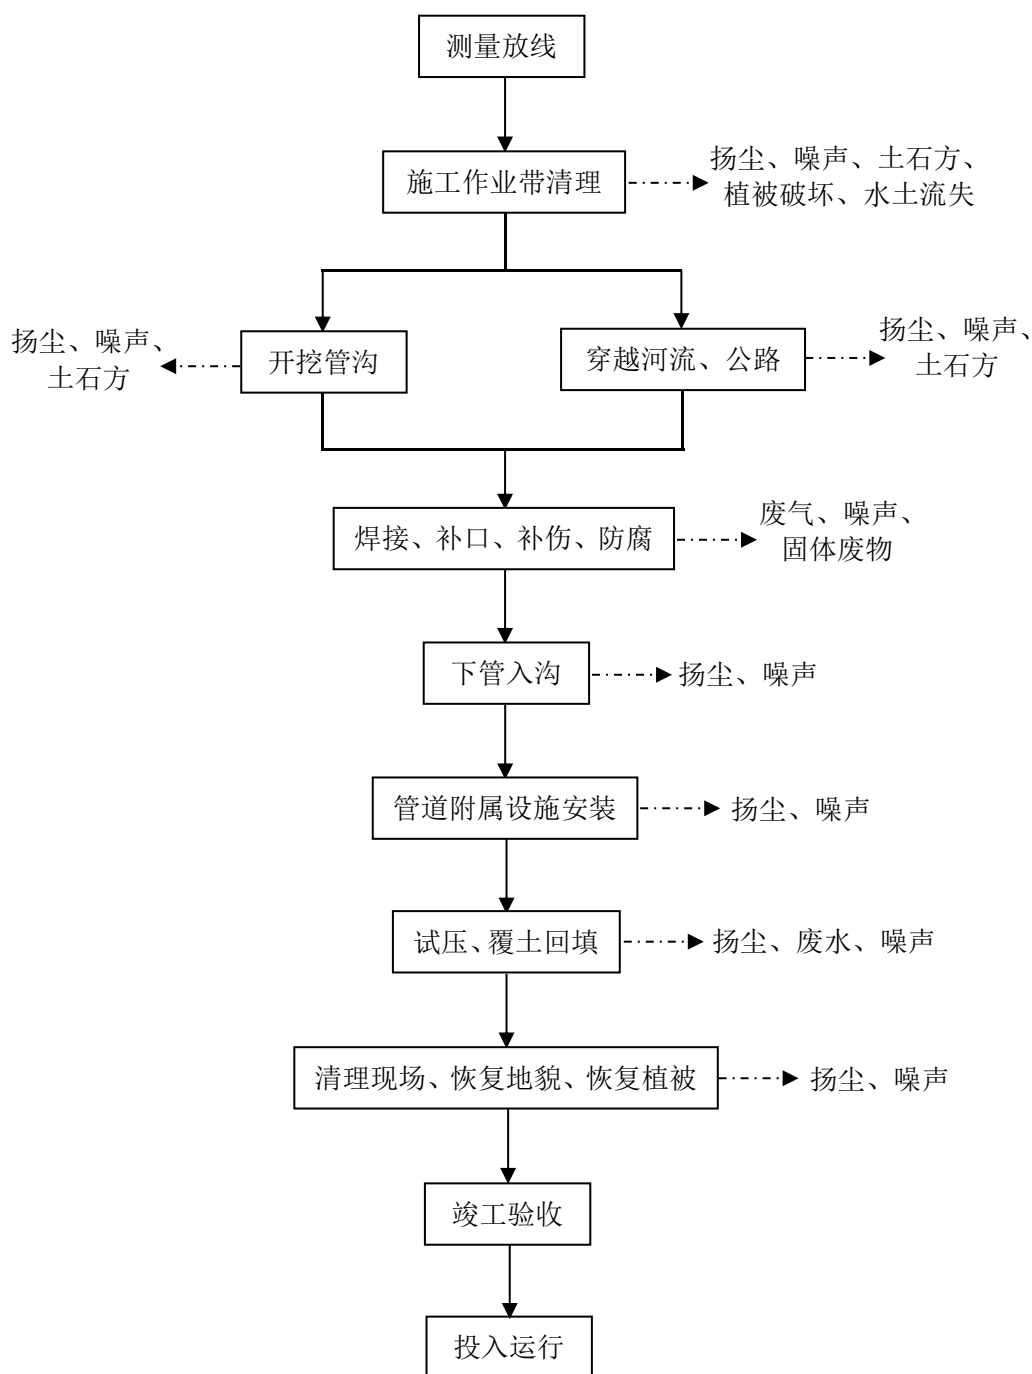 测量放线
施工作业带清理
扬尘、噪声、土石方、
植被破坏、水土流失
扬尘、噪声、
土石方
开挖管沟
穿越河流、公路
扬尘、噪声、
土石方
焊接、补口、补伤、防腐
废气、噪声、
固体废物
下管入沟
扬尘、噪声
管道附属设施安装
扬尘、噪声
试压、覆土回填
扬尘、废水、噪声
清理现场、恢复地貌、恢复植被
扬尘、噪声
竣工验收
投入运行